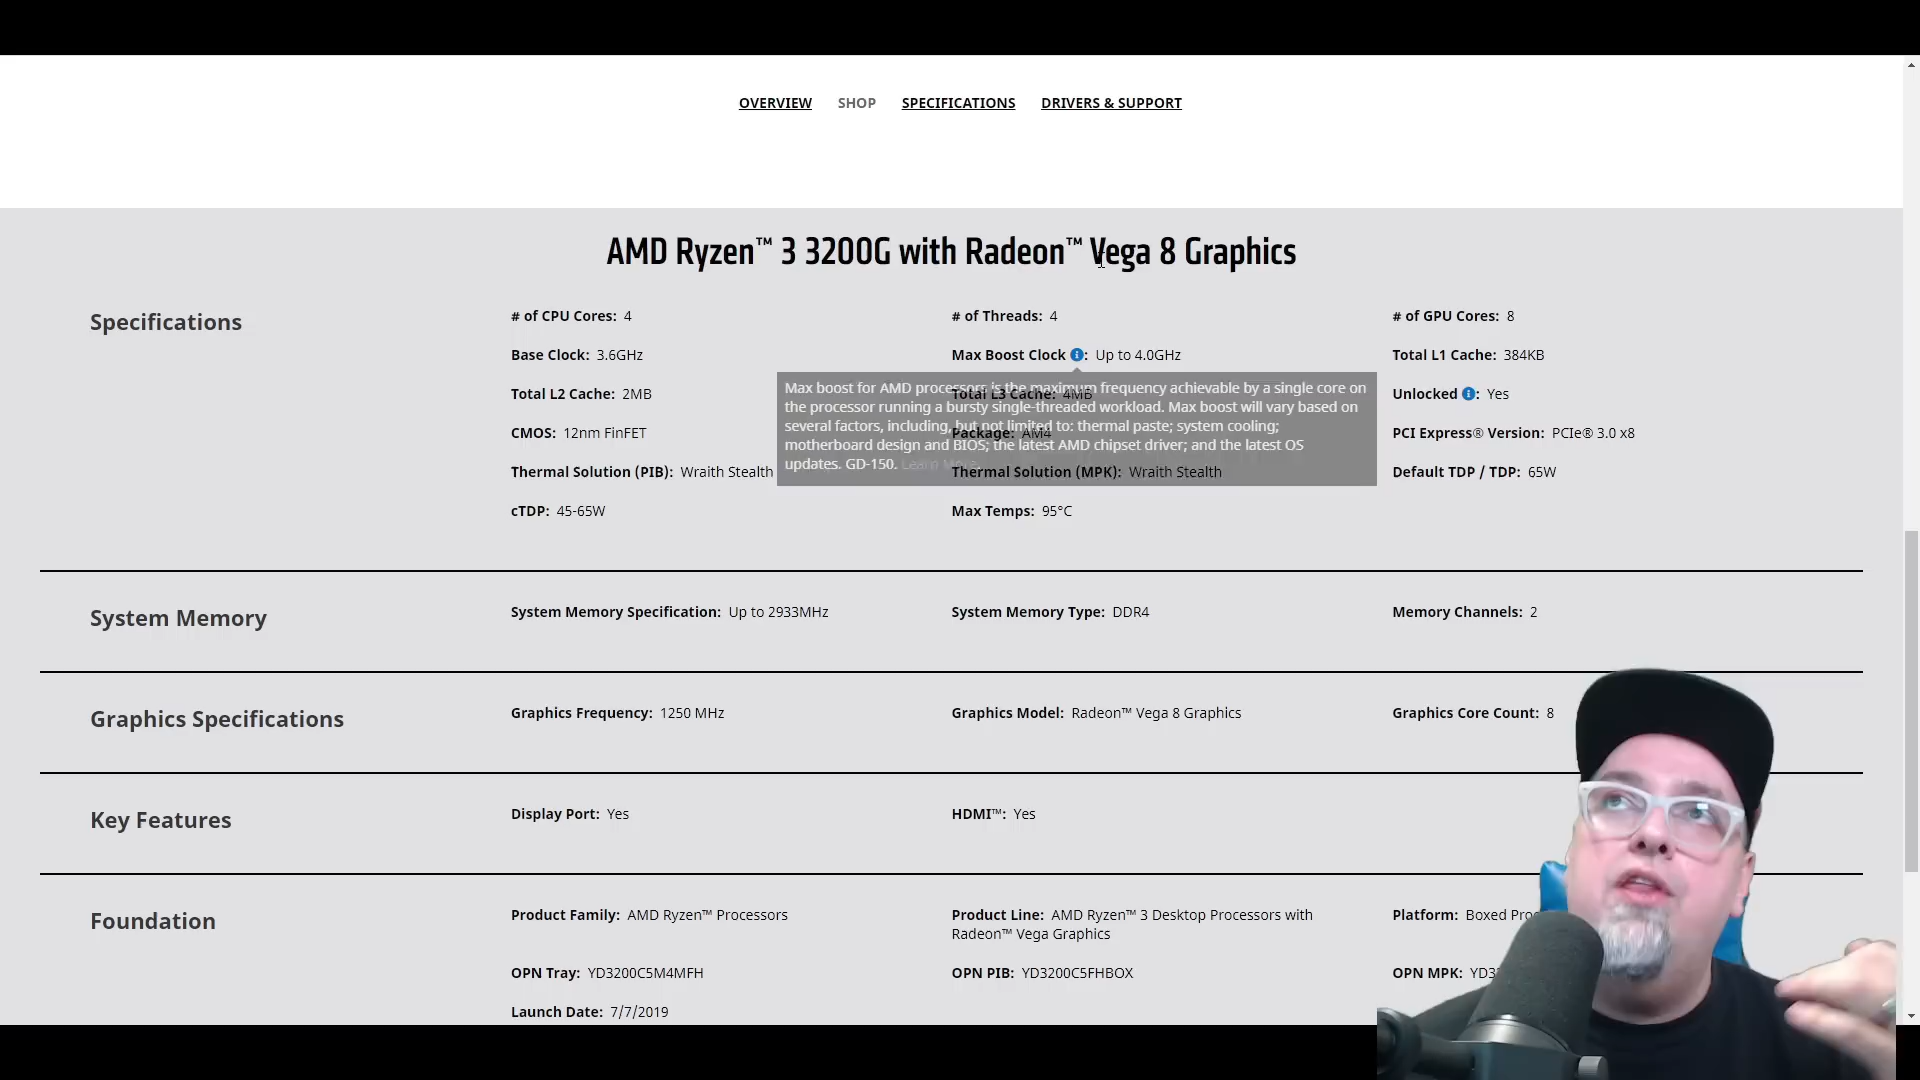 OVERVIEW SHOP SPECIFICATIONS DRIVERS & SUPPORT
AMD Ryzen™ 3 3200G with Radeon™ Vega 8 Graphics
Specifications
# of CPU Cores: 4
# of Threads: 4
# of GPU Cores: 8
Base Clock: 3.6GHz
Max Boost Clock : Up to 4.0GHz
Total L1 Cache: 384KB
Total L2 Cache: 2MB
Total L3 Cache: 4MB
Unlocked : Yes
CMOS: 12nm FinFET
Package: AM4
PCI Express® Version: PCIe® 3.0 x8
Thermal Solution (PIB): Wraith Stealth
Thermal Solution (MPK): Wraith Stealth
Default TDP / TDP: 65W
cTDP: 45-65W
Max Temps: 95°C
Max boost for AMD processors is the maximum frequency achievable by a single core on
the processor running a bursty single-threaded workload. Max boost will vary based on
several factors, including, but not limited to: thermal paste; system cooling;
motherboard design and BIOS; the latest AMD chipset driver; and the latest OS
updates. GD-150. Learn More.
System Memory
System Memory Specification: Up to 2933MHz
System Memory Type: DDR4
Memory Channels: 2
Graphics Specifications
Graphics Frequency: 1250 MHz
Graphics Model: Radeon™ Vega 8 Graphics
Graphics Core Count: 8
Key Features
Display Port: Yes
HDMI™: Yes
Foundation
Product Family: AMD Ryzen™ Processors
Product Line: AMD Ryzen™ 3 Desktop Processors with
Radeon™ Vega Graphics
Platform: Boxed
OPN Tray: YD3200C5M4MFH
OPN PIB: YD3200C5FHBOX
OPN MPK:
Launch Date: 7/7/2019